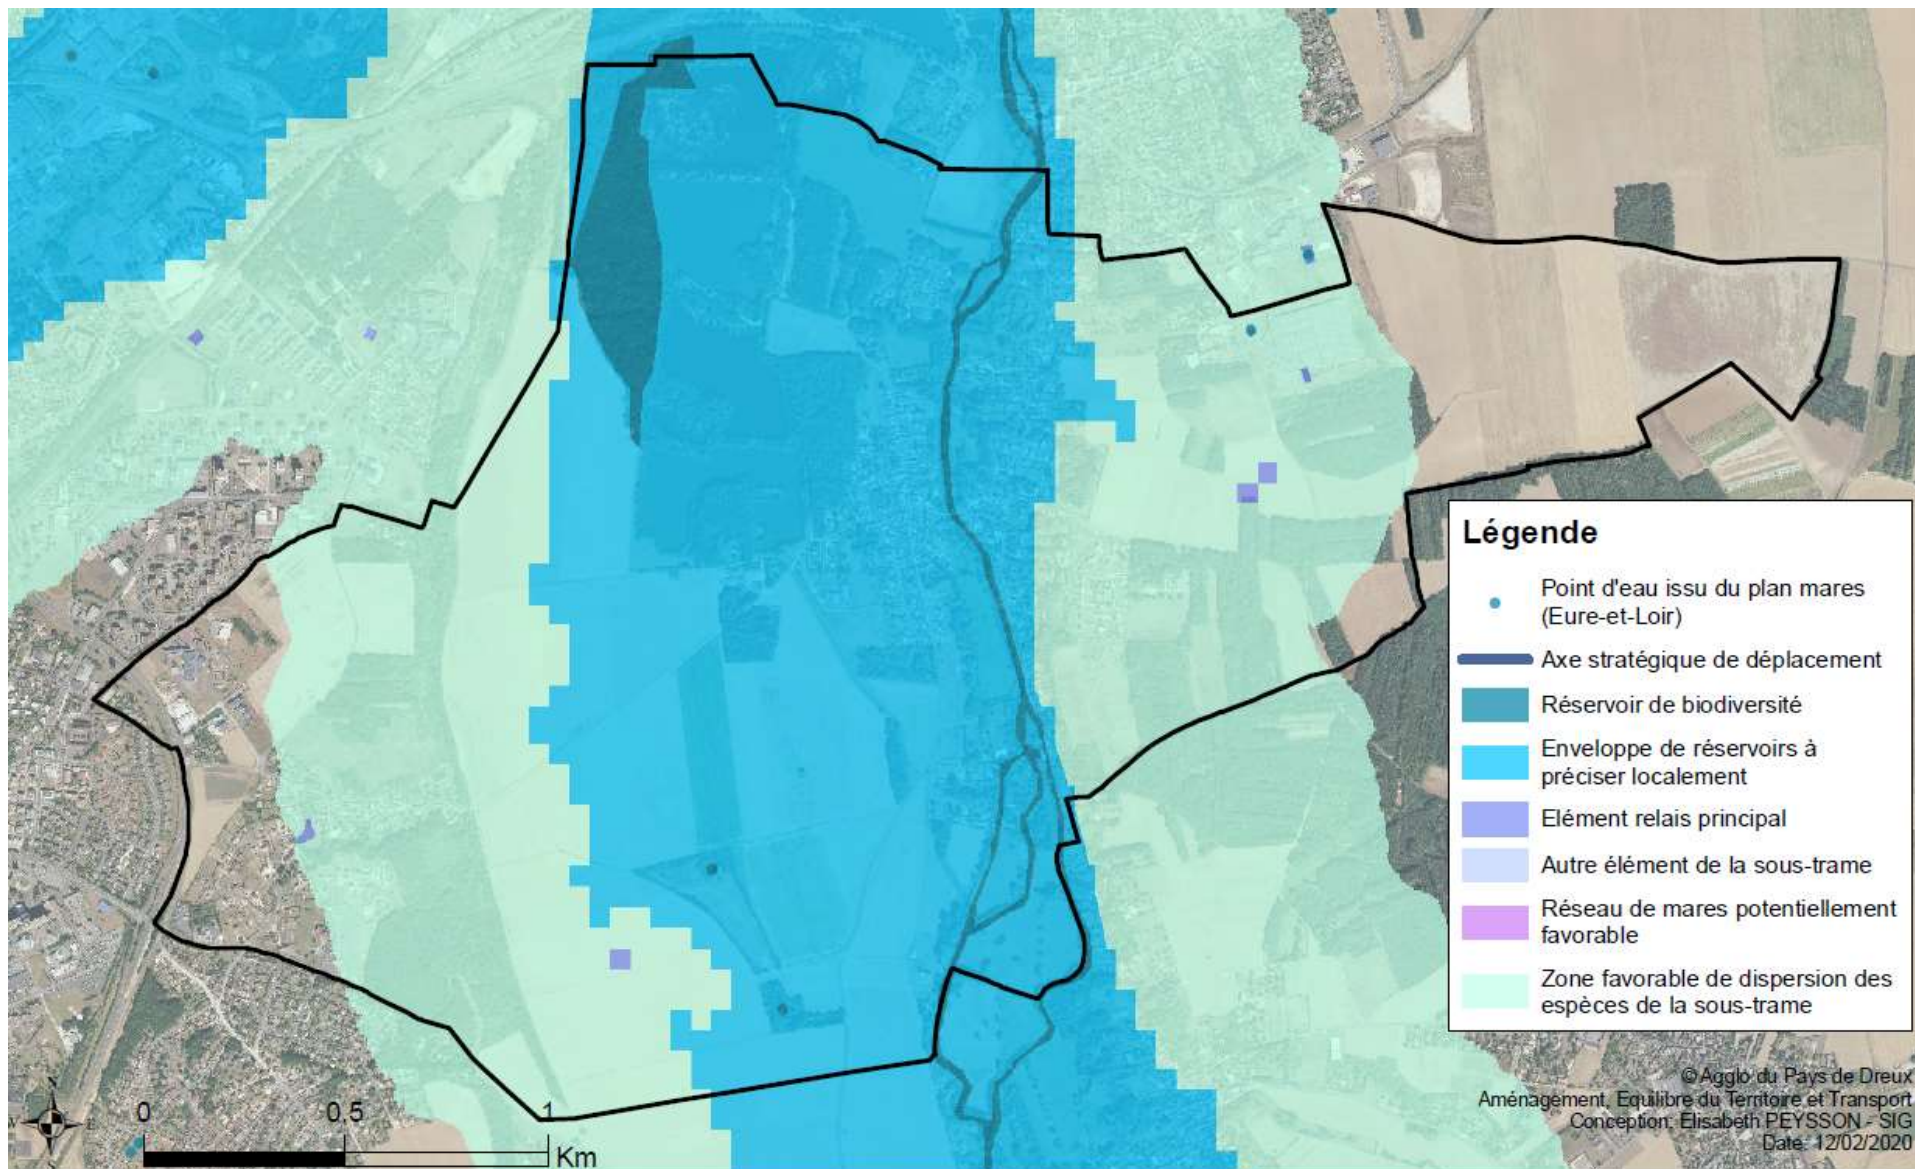 Légende
Point d'eau issu du plan mares
(Eure-et-Loir)
Axe stratégique de déplacement
Réservoir de biodiversité
Enveloppe de réservoirs à
préciser localement
Elément relais principal
Autre élément de la sous-trame
Réseau de mares potentiellement
favorable
Zone favorable de dispersion des
espèces de la sous-trame
©Agglo du Pays de Dreux
Aménagement, Equilibre du Territoire et Transport
Conception: Elisabeth PEYSSON - SIG
Date: 12/02/2020
N
E
0 0,5 1
Km